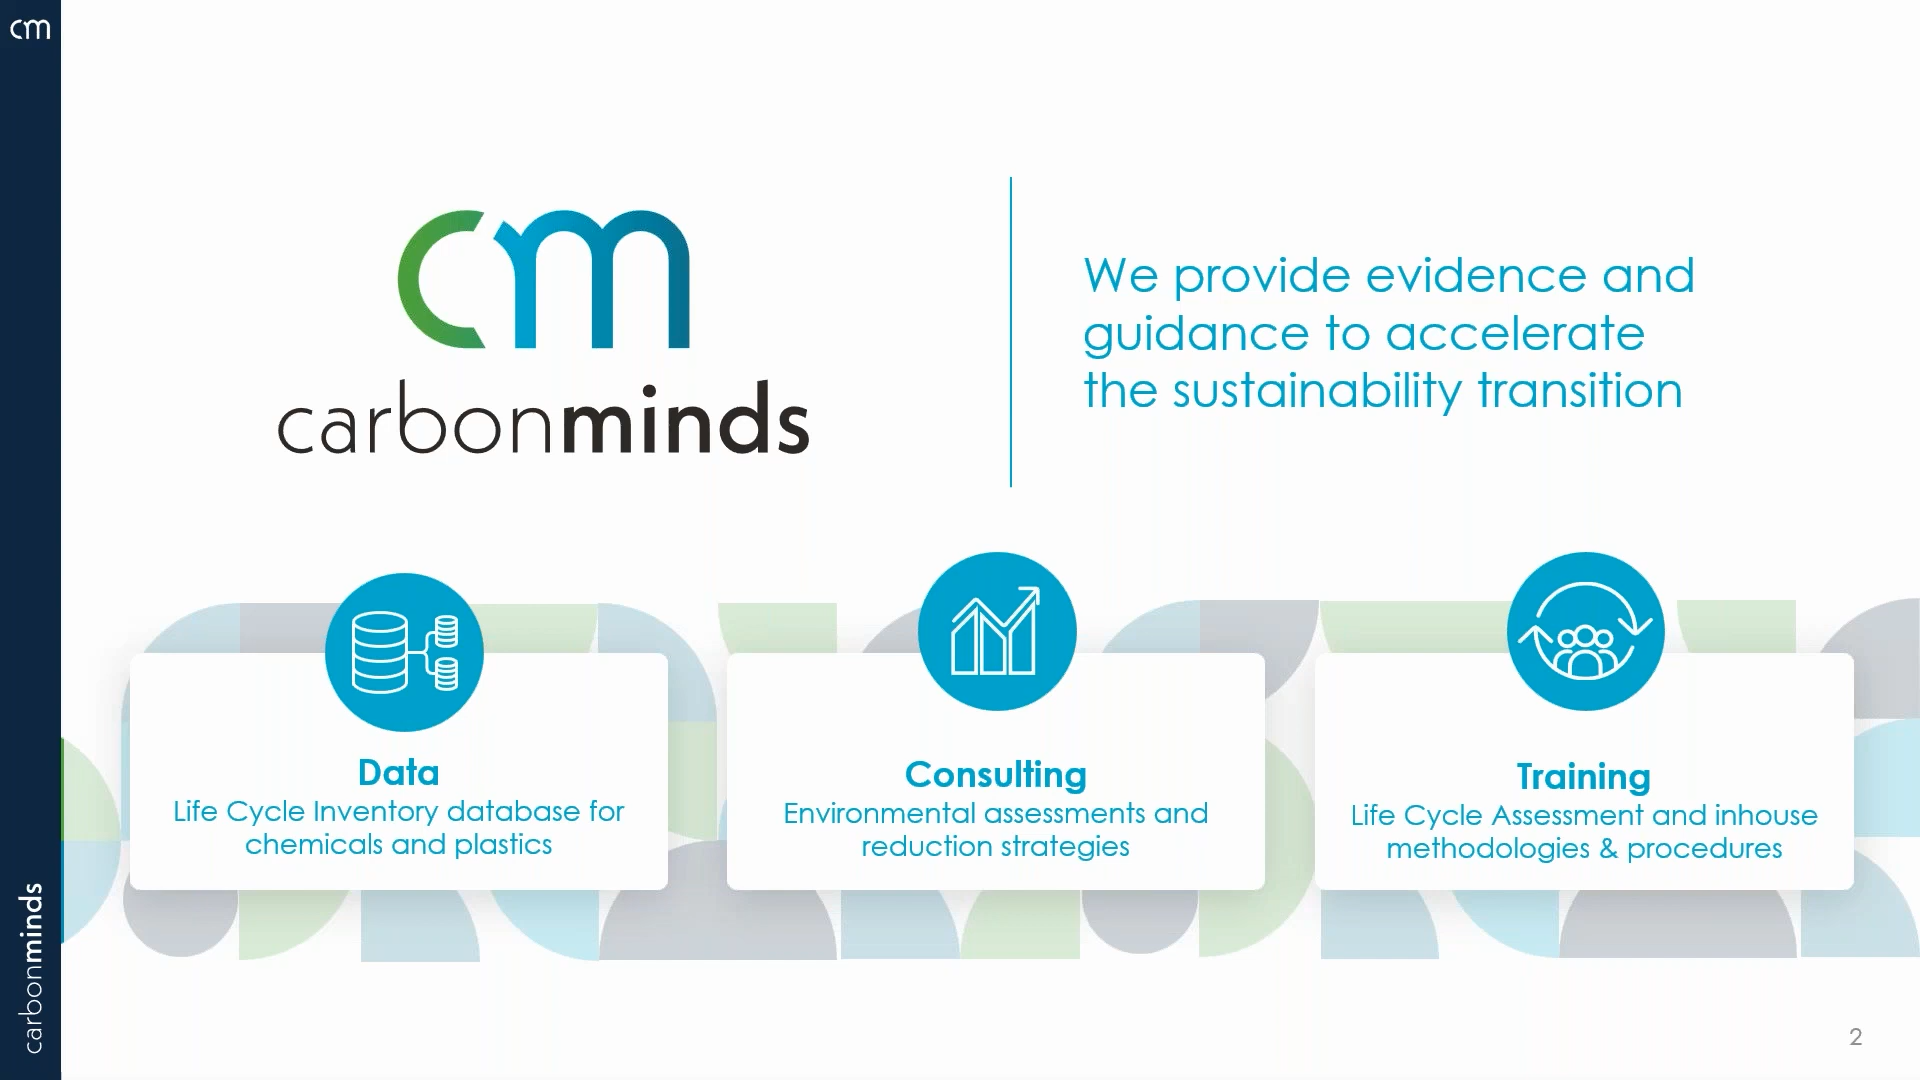 cm
cm
carbonminds
We provide evidence and
guidance to accelerate
the sustainability transition
Data
Life Cycle Inventory database for
chemicals and plastics
Consulting
Environmental assessments and
reduction strategies
Training
Life Cycle Assessment and inhouse
methodologies & procedures
carbonminds
2